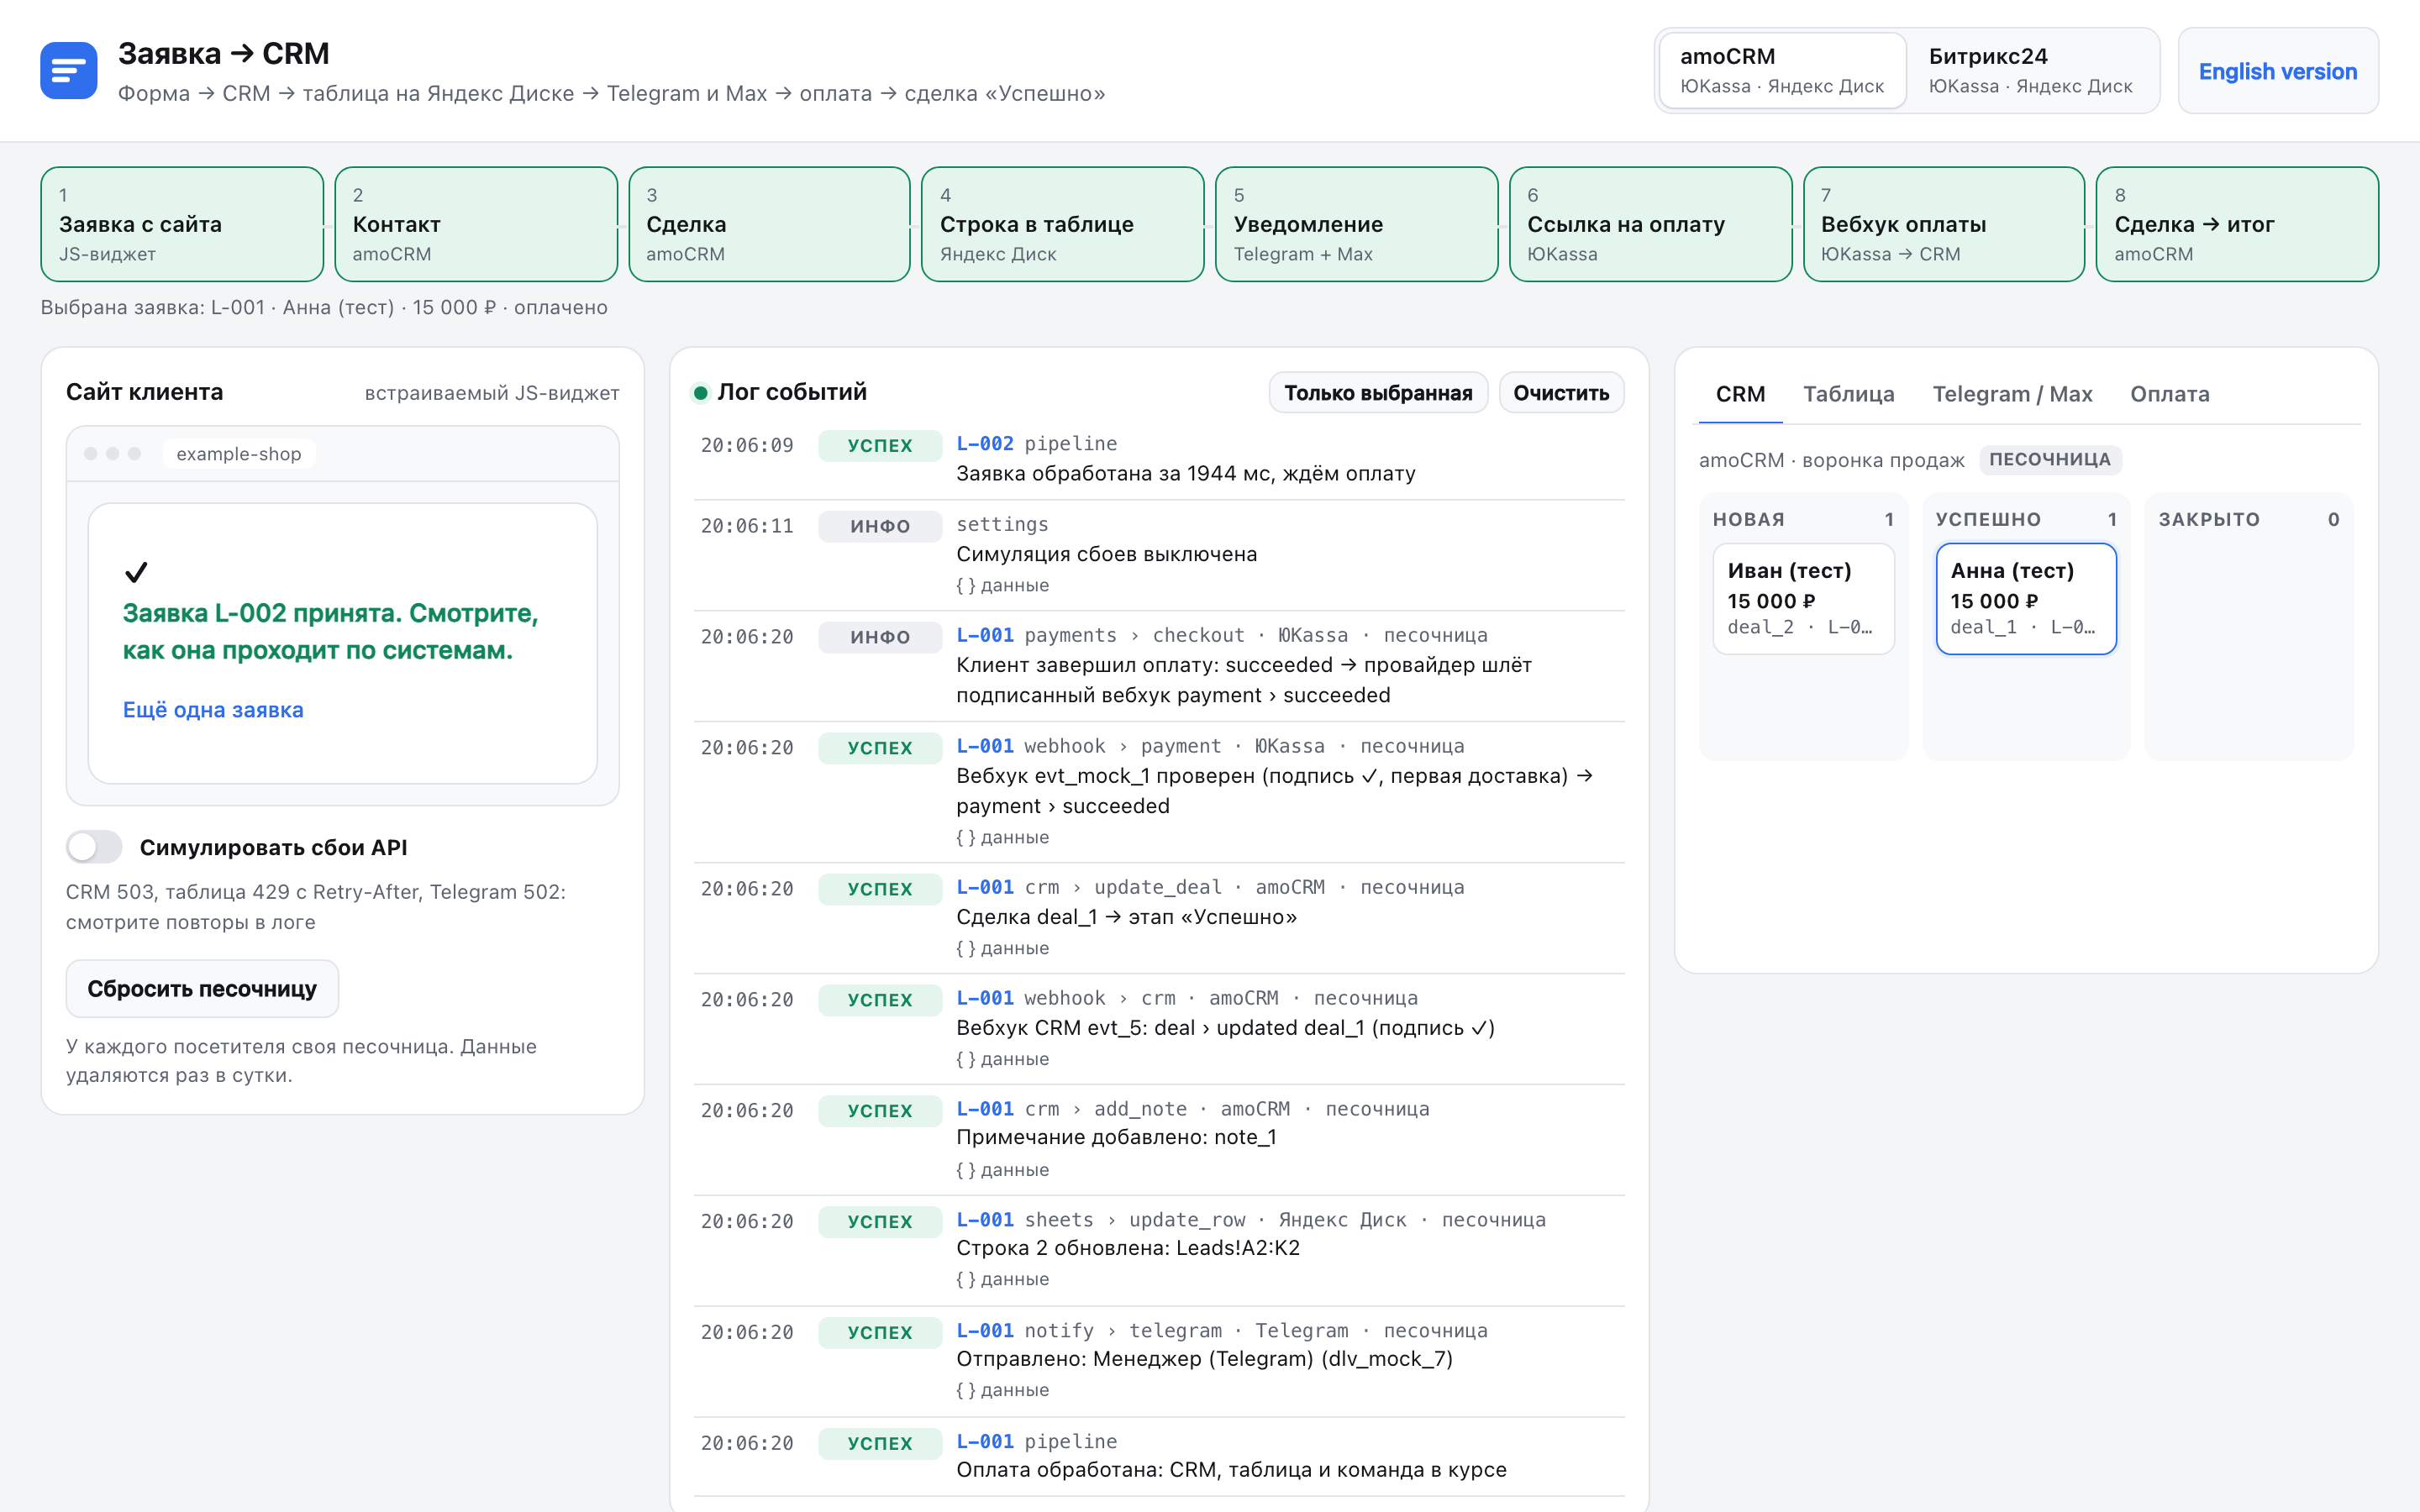 Заявка → CRM
Форма → CRM → таблица на Яндекс Диске → Telegram и Max → оплата → сделка «Успешно»
amoCRM
ЮKassa · Яндекс Диск
Битрикс24
ЮKassa · Яндекс Диск
English version
1
Заявка с сайта
JS-виджет
2
Контакт
amoCRM
3
Сделка
amoCRM
4
Строка в таблице
Яндекс Диск
5
Уведомление
Telegram + Max
6
Ссылка на оплату
ЮKassa
7
Вебхук оплаты
ЮKassa → CRM
8
Сделка → итог
amoCRM
Выбрана заявка: L-001 · Анна (тест) · 15 000 ₽ · оплачено
Сайт клиента
встраиваемый JS-виджет
example-shop
✓
Заявка L-002 принята. Смотрите,
как она проходит по системам.
Ещё одна заявка
Симулировать сбои API
CRM 503, таблица 429 с Retry-After, Telegram 502:
смотрите повторы в логе
Сбросить песочницу
У каждого посетителя своя песочница. Данные
удаляются раз в сутки.
Лог событий
Только выбранная
Очистить
20:06:09 УСПЕХ L-002 pipeline
Заявка обработана за 1944 мс, ждём оплату
20:06:11 ИНФО settings
Симуляция сбоев выключена
{ } данные
20:06:20 ИНФО L-001 payments › checkout · ЮKassa · песочница
Клиент завершил оплату: succeeded → провайдер шлёт
подписанный вебхук payment › succeeded
20:06:20 УСПЕХ L-001 webhook › payment · ЮKassa · песочница
Вебхук evt_mock_1 проверен (подпись ✓, первая доставка) →
payment › succeeded
{ } данные
20:06:20 УСПЕХ L-001 crm › update_deal · amoCRM · песочница
Сделка deal_1 → этап «Успешно»
{ } данные
20:06:20 УСПЕХ L-001 webhook › crm · amoCRM · песочница
Вебхук CRM evt_5: deal › updated deal_1 (подпись ✓)
{ } данные
20:06:20 УСПЕХ L-001 crm › add_note · amoCRM · песочница
Примечание добавлено: note_1
{ } данные
20:06:20 УСПЕХ L-001 sheets › update_row · Яндекс Диск · песочница
Строка 2 обновлена: Leads!A2:K2
{ } данные
20:06:20 УСПЕХ L-001 notify › telegram · Telegram · песочница
Отправлено: Менеджер (Telegram) (dlv_mock_7)
{ } данные
20:06:20 УСПЕХ L-001 pipeline
Оплата обработана: CRM, таблица и команда в курсе
CRM
Таблица
Telegram / Max
Оплата
amoCRM · воронка продаж ПЕСОЧНИЦА
НОВАЯ 1
Иван (тест)
15 000 ₽
deal_2 · L-0…
УСПЕШНО 1
Анна (тест)
15 000 ₽
deal_1 · L-0…
ЗАКРЫТО 0